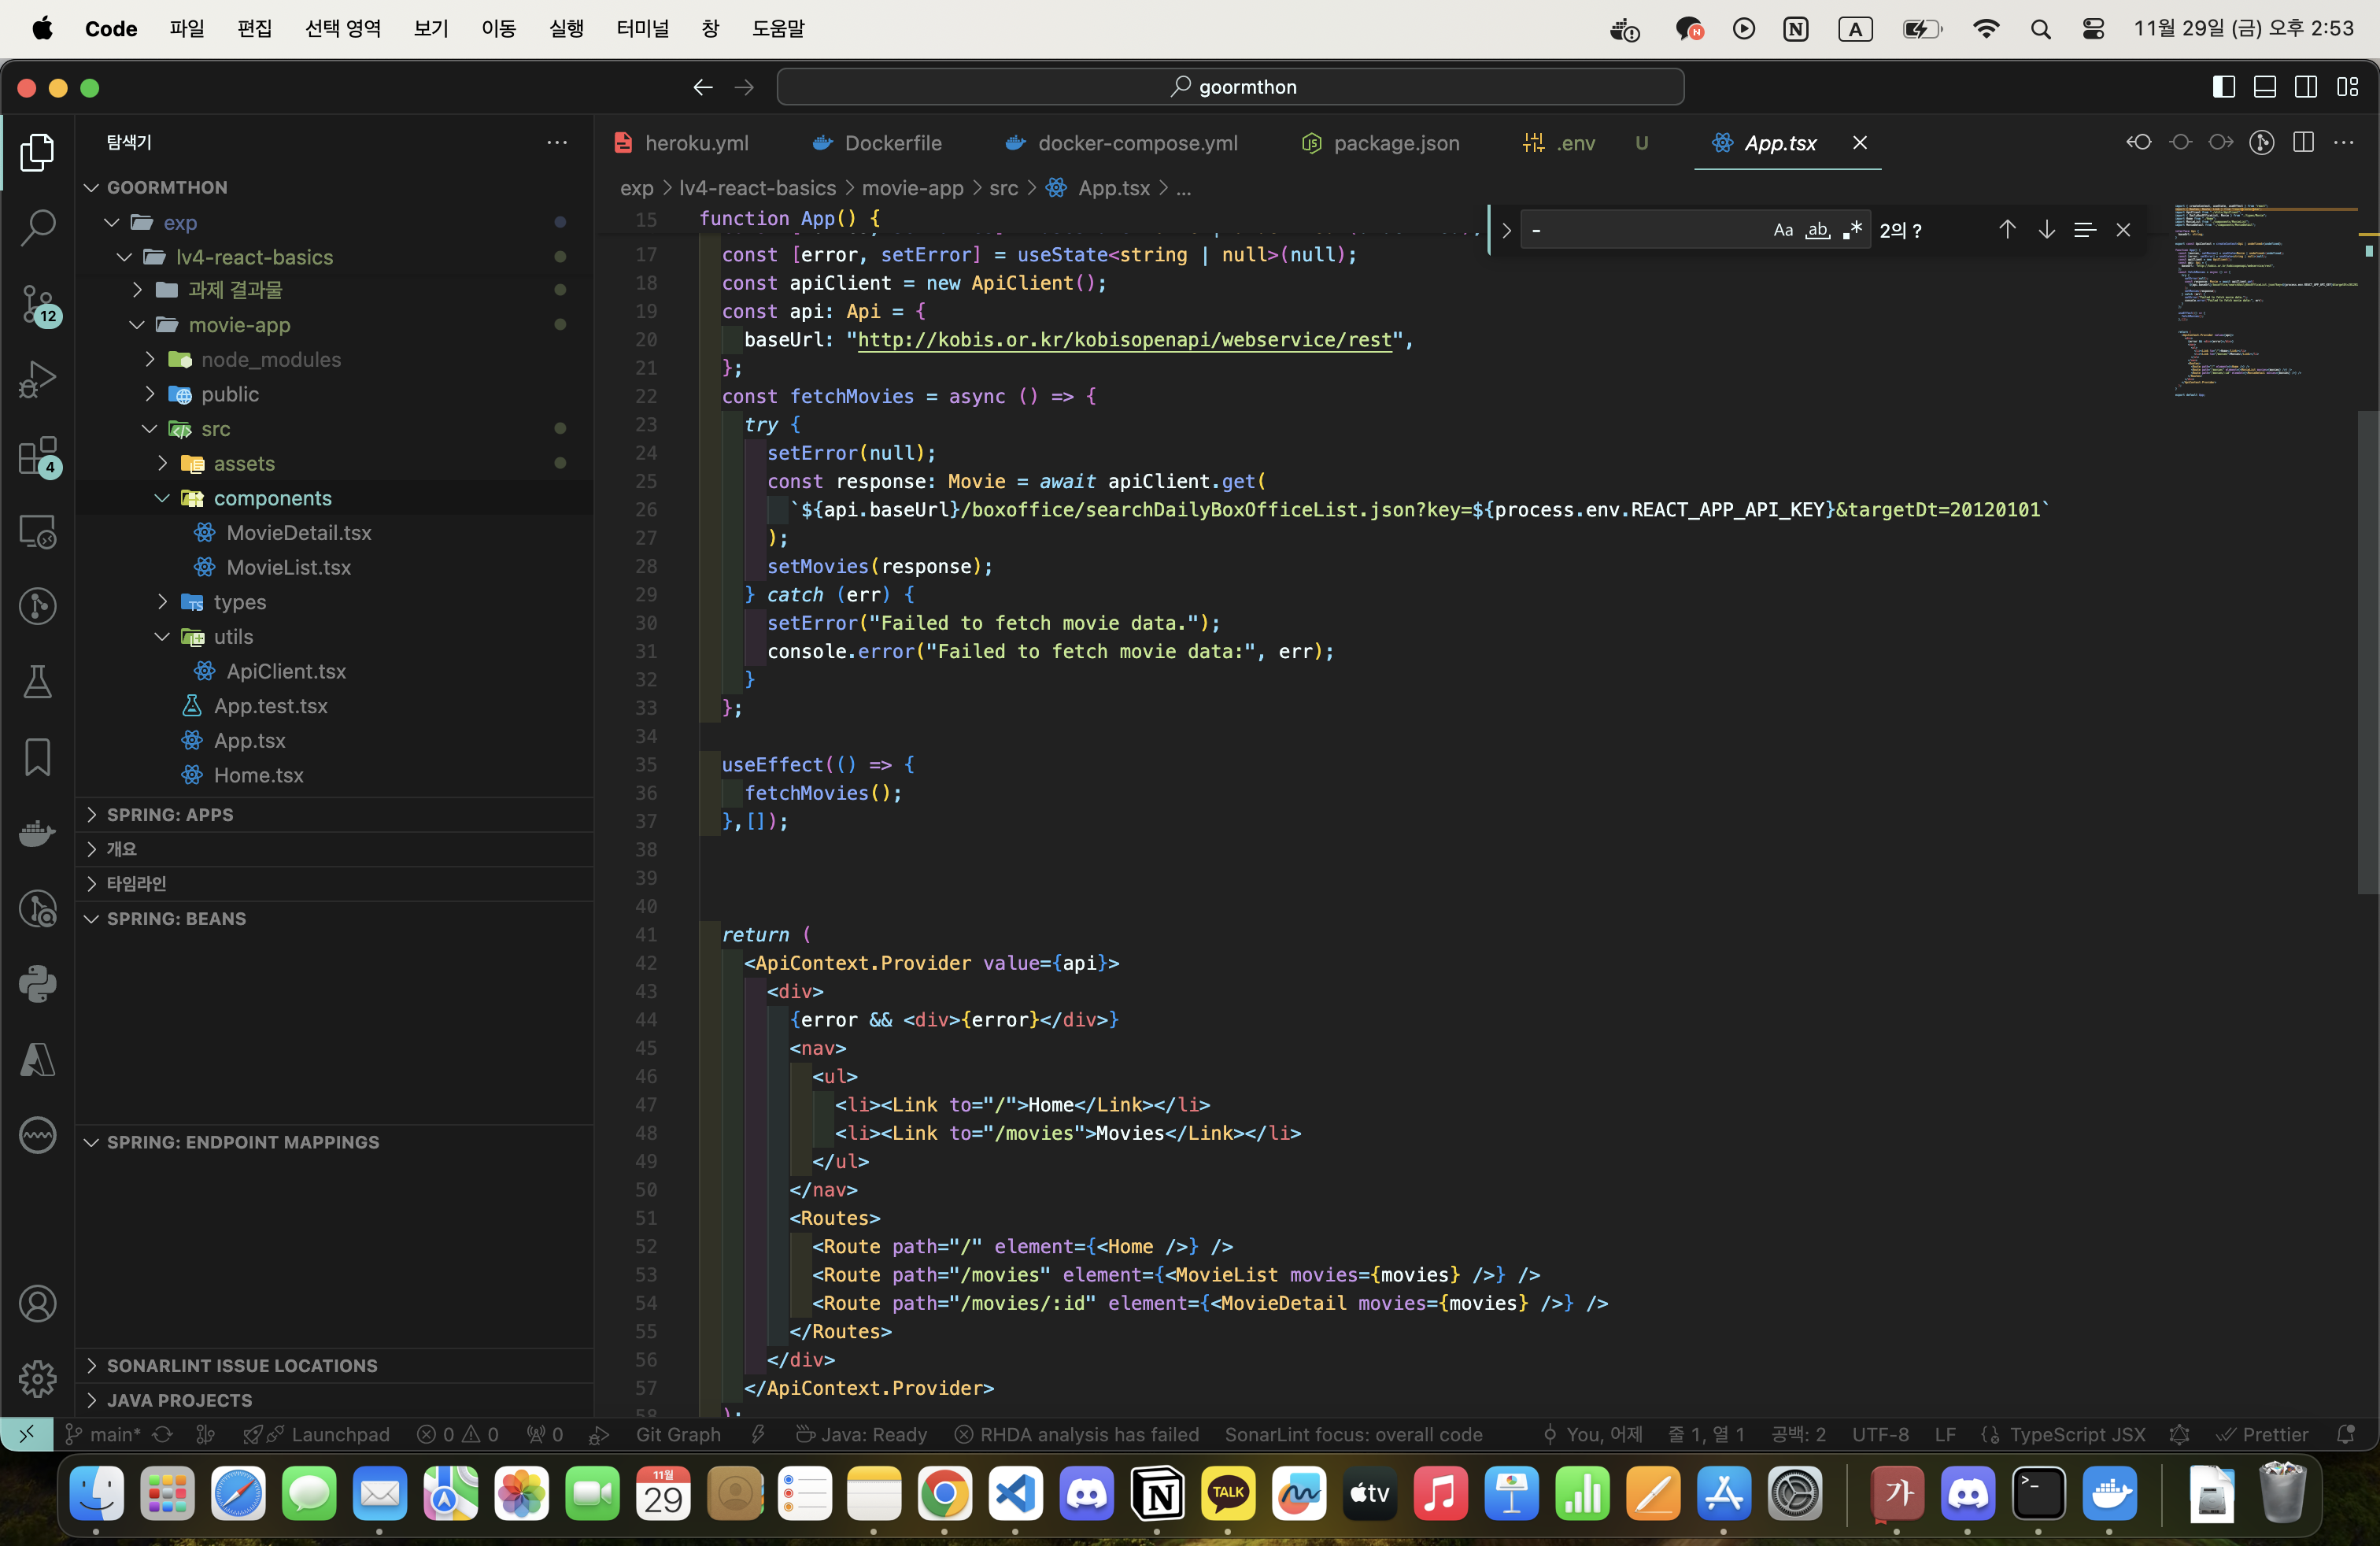 Code 파일 편집 선택 영역 보기 이동 실행 터미널 창 도움말 N A 11월 29일 (금) 오후 2:53
goormthon
탐색기
heroku.yml Dockerfile docker-compose.yml package.json .env U App.tsx
exp > lv4-react-basics > movie-app > src > App.tsx > ...
- Aa ab 2의 ?
GOORMTHON
exp
lv4-react-basics
과제 결과물
movie-app
node_modules
public
src
assets
components
MovieDetail.tsx
MovieList.tsx
types
utils
ApiClient.tsx
App.test.tsx
App.tsx
Home.tsx
SPRING: APPS
개요
타임라인
SPRING: BEANS
SPRING: ENDPOINT MAPPINGS
SONARLINT ISSUE LOCATIONS
JAVA PROJECTS
12
4
15 function App() {
17 const [error, setError] = useState<string | null>(null);
18 const apiClient = new ApiClient();
19 const api: Api = {
20 baseUrl: "http://kobis.or.kr/kobisopenapi/webservice/rest",
21 };
22 const fetchMovies = async () => {
23 try {
24 setError(null);
25 const response: Movie = await apiClient.get(
26 `${api.baseUrl}/boxoffice/searchDailyBoxOfficeList.json?key=${process.env.REACT_APP_API_KEY}&targetDt=20120101`
27 );
28 setMovies(response);
29 } catch (err) {
30 setError("Failed to fetch movie data.");
31 console.error("Failed to fetch movie data:", err);
32 }
33 };
34
35 useEffect(() => {
36 fetchMovies();
37 },[]);
38
39
40
41 return (
42 <ApiContext.Provider value={api}>
43 <div>
44 {error && <div>{error}</div>}
45 <nav>
46 <ul>
47 <li><Link to="/">Home</Link></li>
48 <li><Link to="/movies">Movies</Link></li>
49 </ul>
50 </nav>
51 <Routes>
52 <Route path="/" element={<Home />} />
53 <Route path="/movies" element={<MovieList movies={movies} />} />
54 <Route path="/movies/:id" element={<MovieDetail movies={movies} />} />
55 </Routes>
56 </div>
57 </ApiContext.Provider>
58 );
main* Launchpad 0 0 0 Git Graph Java: Ready RHDA analysis has failed SonarLint focus: overall code You, 어제 줄 1, 열 1 공백: 2 UTF-8 LF TypeScript JSX Prettier
11월
29
TALK
tv
가